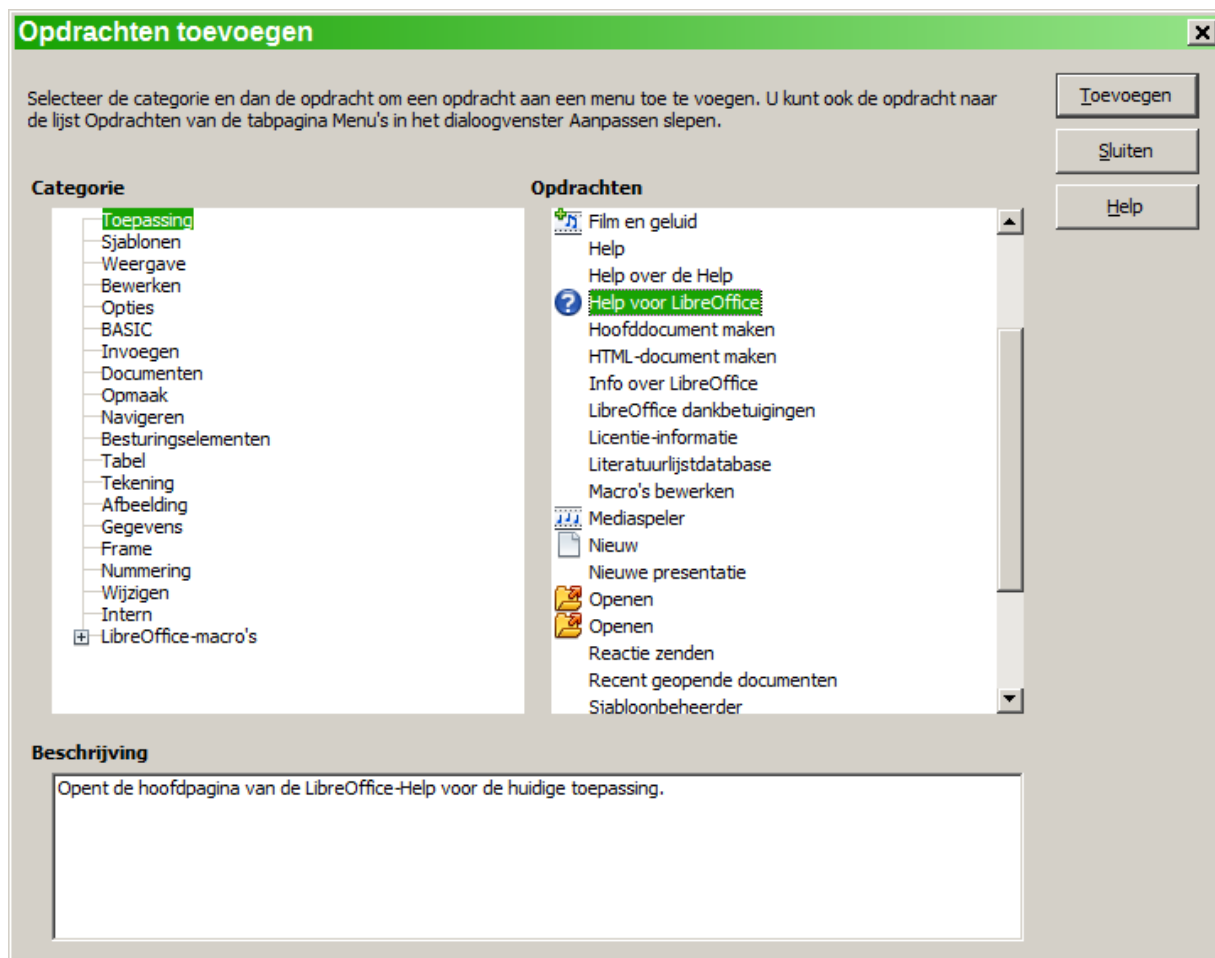 Opdrachten toevoegen
Selecteer de categorie en dan de opdracht om een opdracht aan een menu toe te voegen. U kunt ook de opdracht naar
de lijst Opdrachten van de tabpagina Menu's in het dialoogvenster Aanpassen slepen.
Toevoegen
Sluiten
Help
Categorie
Toepassing
Sjablonen
Weergave
Bewerken
Opties
BASIC
Invoegen
Documenten
Opmaak
Navigeren
Besturingselementen
Tabel
Tekening
Afbeelding
Gegevens
Frame
Nummering
Wijzigen
Intern
LibreOffice-macro's
Opdrachten
Film en geluid
Help
Help over de Help
Help voor LibreOffice
Hoofddocument maken
HTML-document maken
Info over LibreOffice
LibreOffice dankbetuigingen
Licentie-informatie
Literatuurlijstdatabase
Macro's bewerken
Mediaspeler
Nieuw
Nieuwe presentatie
Openen
Openen
Reactie zenden
Recent geopende documenten
Sjabloonbeheerder
Beschrijving
Opent de hoofdpagina van de LibreOffice-Help voor de huidige toepassing.